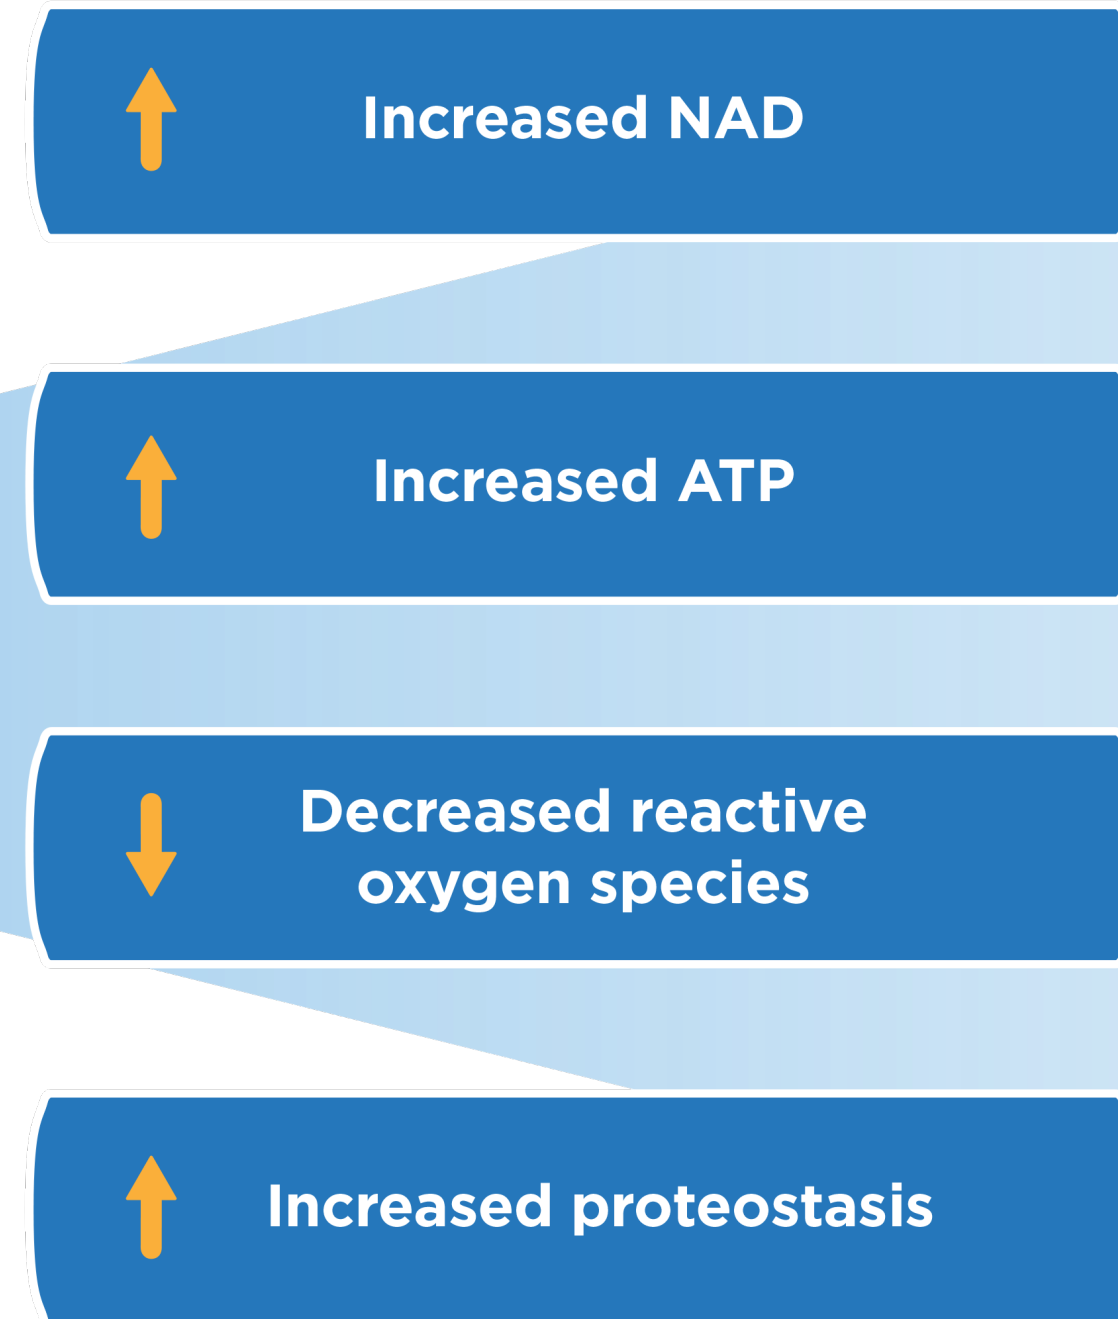 Increased NAD
Increased ATP
Decreased reactive
oxygen species
Increased proteostasis